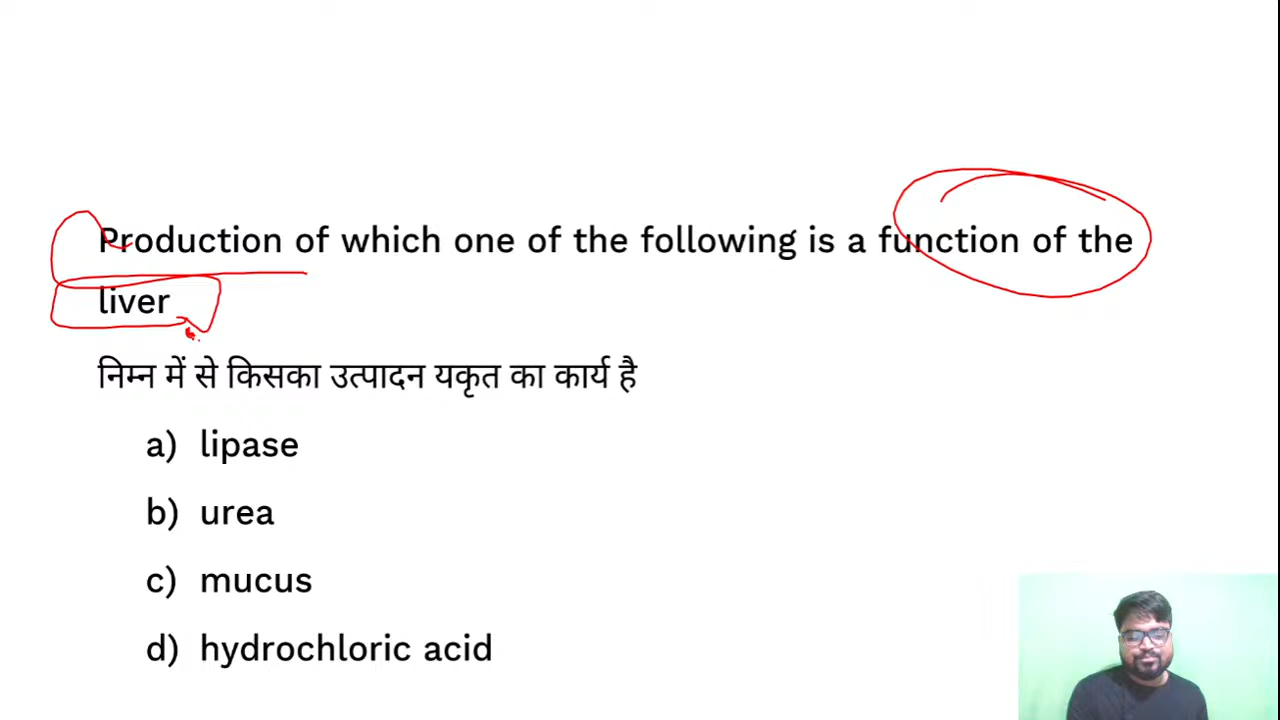 Production of which one of the following is a function of the
liver
निम्न में से किसका उत्पादन यकृत का कार्य है
a) lipase
b) urea
c) mucus
d) hydrochloric acid